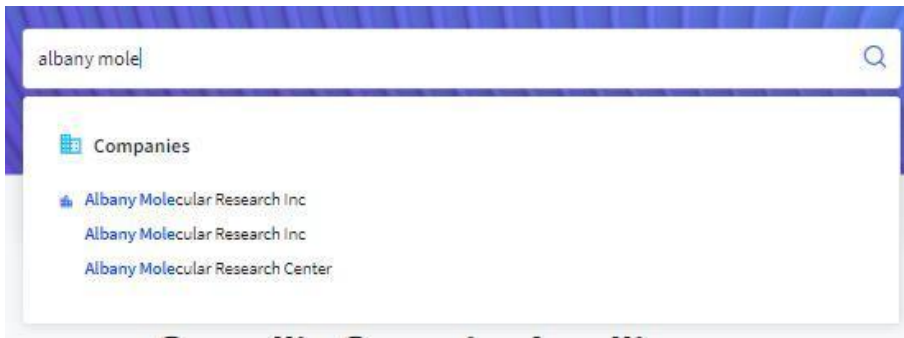 albany mole
Companies
Albany Molecular Research Inc
Albany Molecular Research Inc
Albany Molecular Research Center